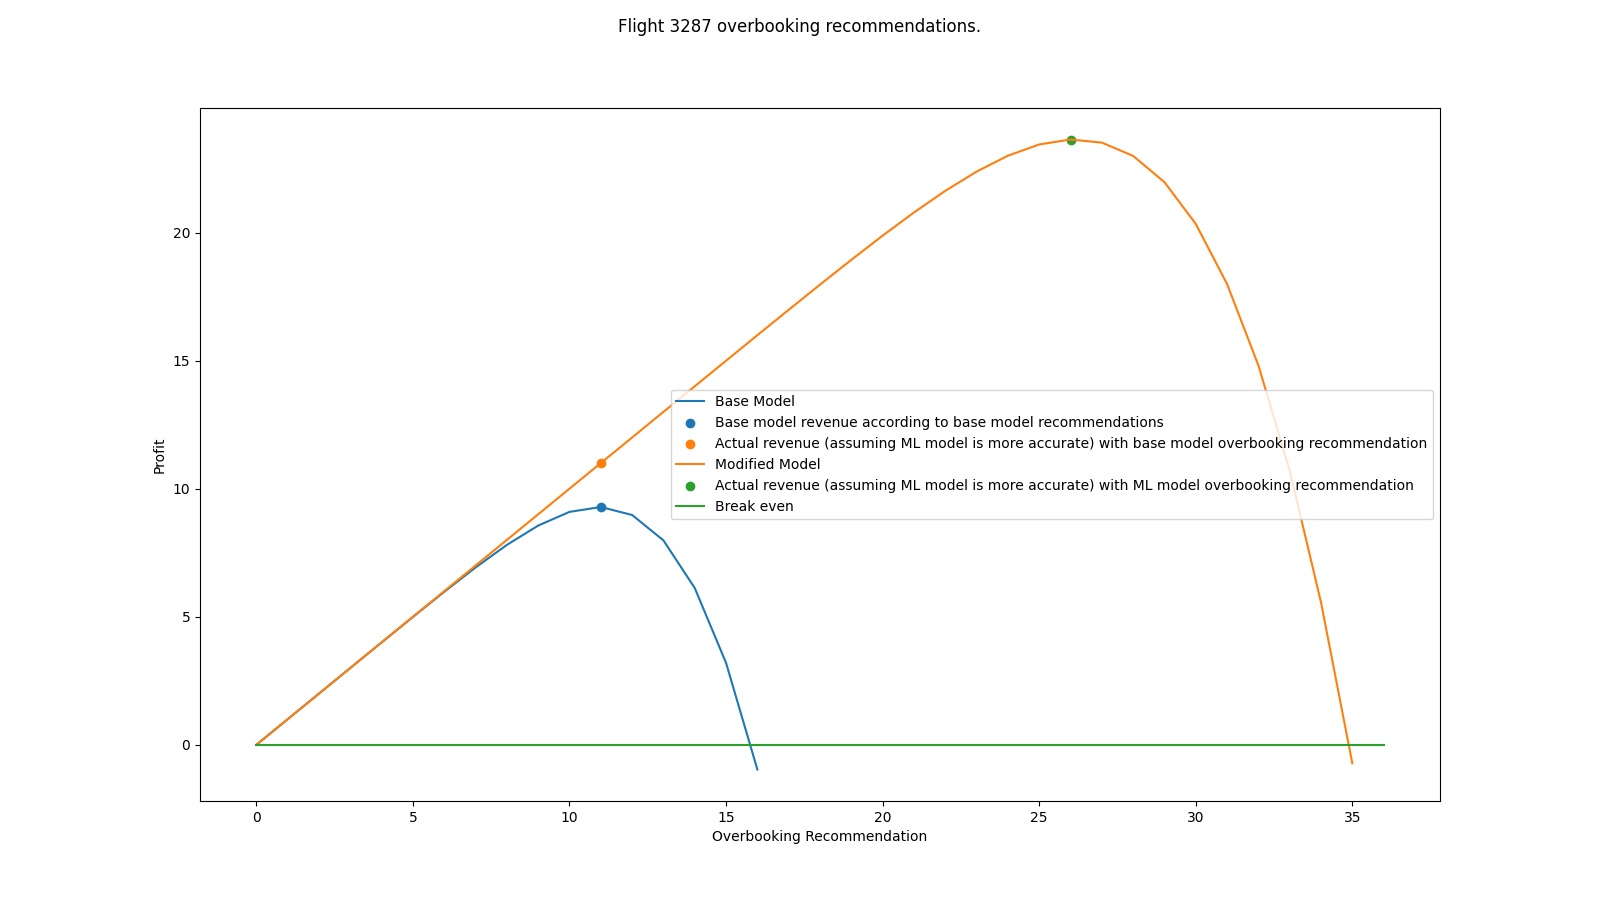 Flight 3287 overbooking recommendations.
20
15
10
5
0
Profit
Base Model
Base model revenue according to base model recommendations
Actual revenue (assuming ML model is more accurate) with base model overbooking recommendation
Modified Model
Actual revenue (assuming ML model is more accurate) with ML model overbooking recommendation
Break even
0 5 10 15 20 25 30 35
Overbooking Recommendation